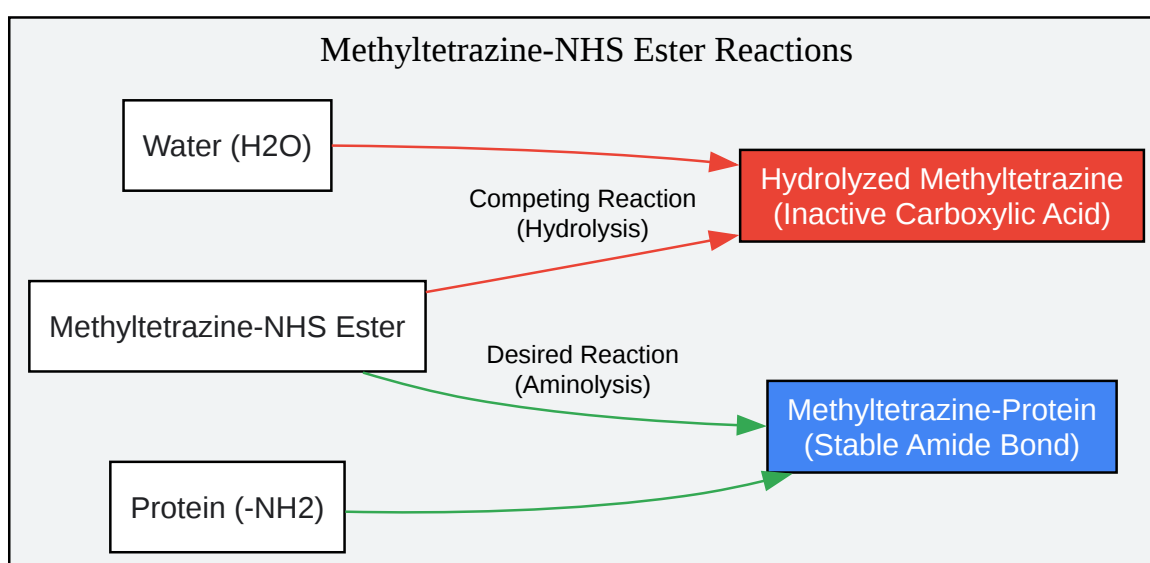 Methyltetrazine-NHS Ester Reactions
Water (H2O)
Hydrolyzed Methyltetrazine
(Inactive Carboxylic Acid)
Competing Reaction
(Hydrolysis)
Methyltetrazine-NHS Ester
Desired Reaction
(Aminolysis)
Methyltetrazine-Protein
(Stable Amide Bond)
Protein (-NH2)